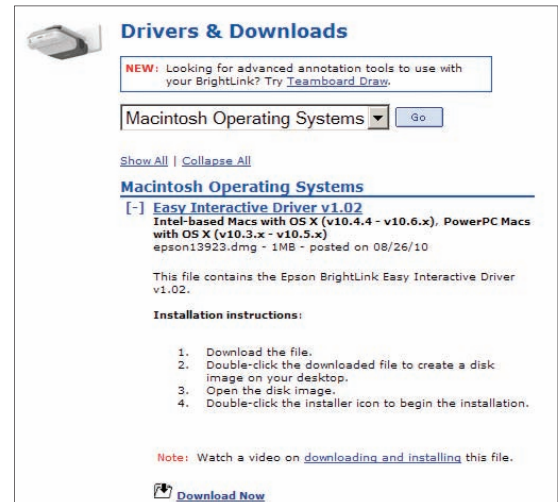 Drivers & Downloads
NEW: Looking for advanced annotation tools to use with
your BrightLink? Try Teamboard Draw.
Macintosh Operating Systems Go
Show All | Collapse All
Macintosh Operating Systems
[-] Easy Interactive Driver v1.02
Intel-based Macs with OS X (v10.4.4 - v10.6.x), PowerPC Macs
with OS X (v10.3.x - v10.5.x)
epson13923.dmg - 1MB - posted on 08/26/10
This file contains the Epson BrightLink Easy Interactive Driver
v1.02.
Installation instructions:
1. Download the file.
2. Double-click the downloaded file to create a disk
image on your desktop.
3. Open the disk image.
4. Double-click the installer icon to begin the installation.
Note: Watch a video on downloading and installing this file.
Download Now